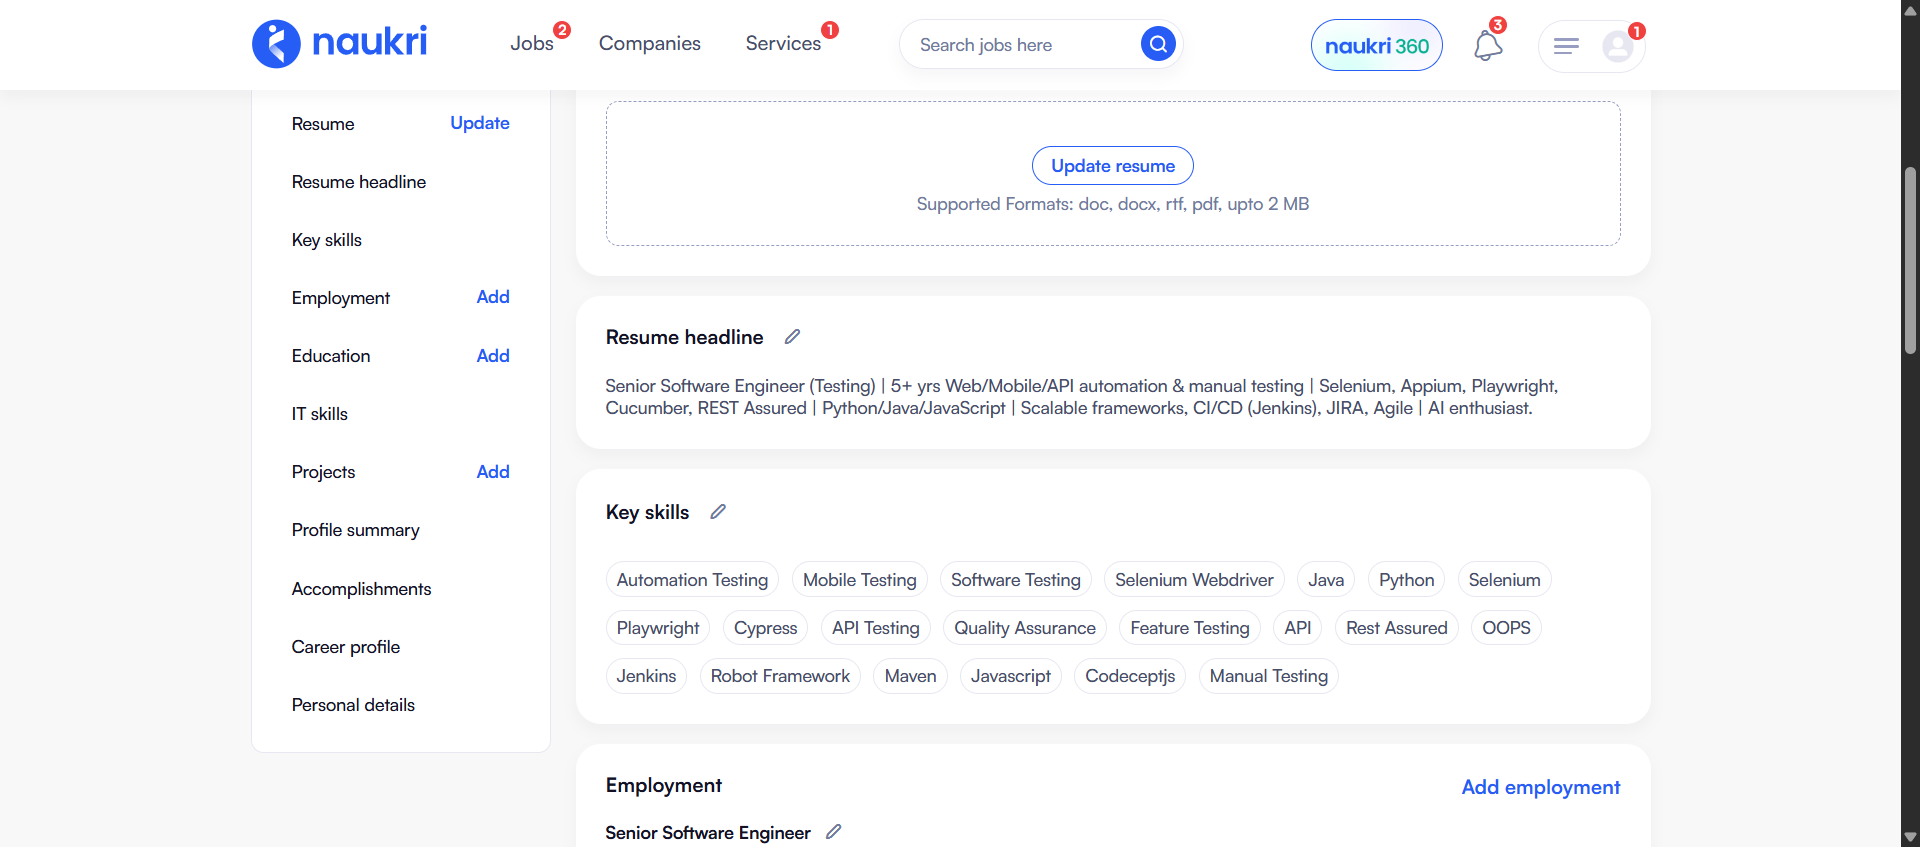 naukri
Jobs 2
Companies
Services 1
Search jobs here
naukri 360
3
1
Resume Update
Resume headline
Key skills
Employment Add
Education Add
IT skills
Projects Add
Profile summary
Accomplishments
Career profile
Personal details
Update resume
Supported Formats: doc, docx, rtf, pdf, upto 2 MB
Resume headline
Senior Software Engineer (Testing) | 5+ yrs Web/Mobile/API automation & manual testing | Selenium, Appium, Playwright,
Cucumber, REST Assured | Python/Java/JavaScript | Scalable frameworks, CI/CD (Jenkins), JIRA, Agile | AI enthusiast.
Key skills
Automation Testing Mobile Testing Software Testing Selenium Webdriver Java Python Selenium
Playwright Cypress API Testing Quality Assurance Feature Testing API Rest Assured OOPS
Jenkins Robot Framework Maven Javascript Codeceptjs Manual Testing
Employment Add employment
Senior Software Engineer